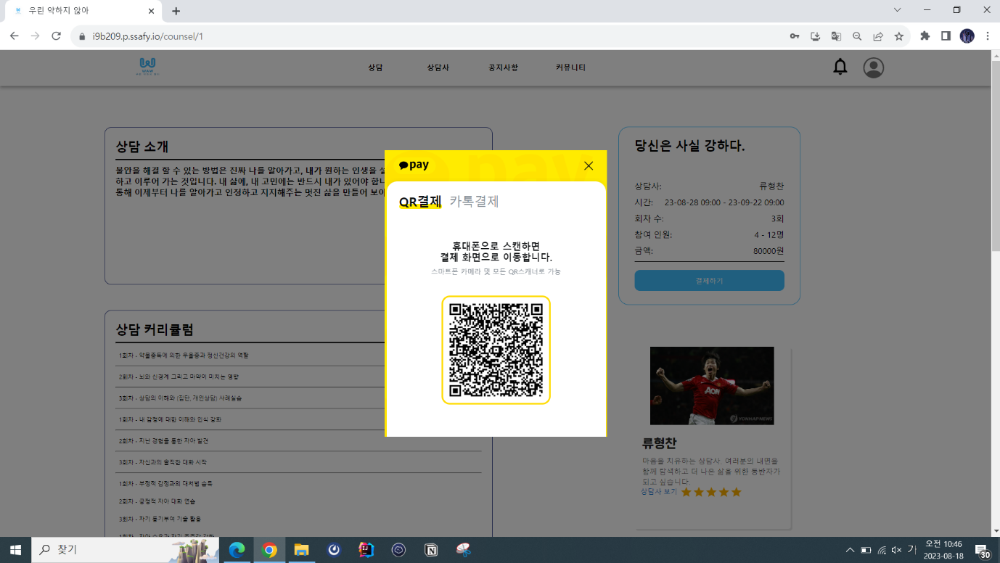 우린 약하지 않아
i9b209.p.ssafy.io/counsel/1
WAW
상담
상담사
공지사항
커뮤니티
상담 소개
불안을 해결 할 수 있는 방법은 진짜 나를 알아가고, 내가 원하는 인생을 설
하고 이루어 가는 것입니다. 내 삶에, 내 고민에는 반드시 내가 있어야 합니
통해 이제부터 나를 알아가고 인정하고 지지해주는 멋진 삶을 만들어 보아
상담 커리큘럼
1회차 - 약물중독에 의한 우울증과 정신건강의 역할
2회차 - 뇌와 신경계 그리고 마약이 미치는 영향
3회차 - 상담의 이해와 (집단, 개인상담) 사례실습
1회차 - 내 감정에 대한 이해와 인식 강화
2회차 - 지난 경험을 통한 자아 발견
3회차 - 자신과의 솔직한 대화 시작
1회차 - 부정적 감정과의 대처법 습득
2회차 - 긍정적 자아 대화 연습
3회차 - 자기 동기부여 기술 활용
pay
pay
QR결제
카톡결제
휴대폰으로 스캔하면
결제 화면으로 이동합니다.
스마트폰 카메라 및 모든 QR스캐너로 가능
당신은 사실 강하다.
상담사: 류형찬
시간: 23-08-28 09:00 - 23-09-22 09:00
회차 수: 3회
참여 인원: 4 - 12명
금액: 80000원
결제하기
AON
YONHAPNEWS
류형찬
마음을 치유하는 상담사. 여러분의 내면을
함께 탐색하고 더 나은 삶을 위한 동반자가
되고 싶습니다.
상담사 보기
찾기
가
오전 10:46
2023-08-18
30